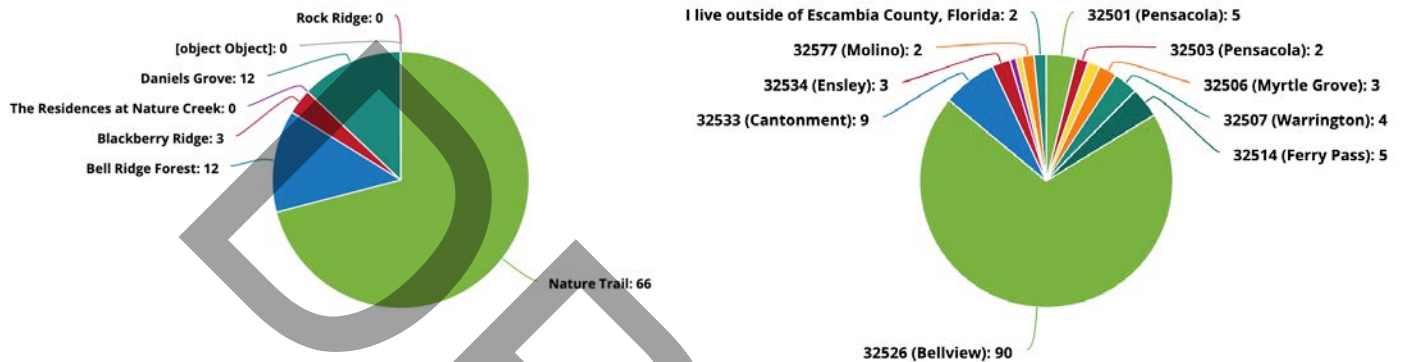 Rock Ridge: 0
[object Object]: 0
Daniels Grove: 12
The Residences at Nature Creek: 0
Blackberry Ridge: 3
Bell Ridge Forest: 12
Nature Trail: 66
I live outside of Escambia County, Florida: 2
32577 (Molino): 2
32534 (Ensley): 3
32533 (Cantonment): 9
32501 (Pensacola): 5
32503 (Pensacola): 2
32506 (Myrtle Grove): 3
32507 (Warrington): 4
32514 (Ferry Pass): 5
32526 (Bellview): 90